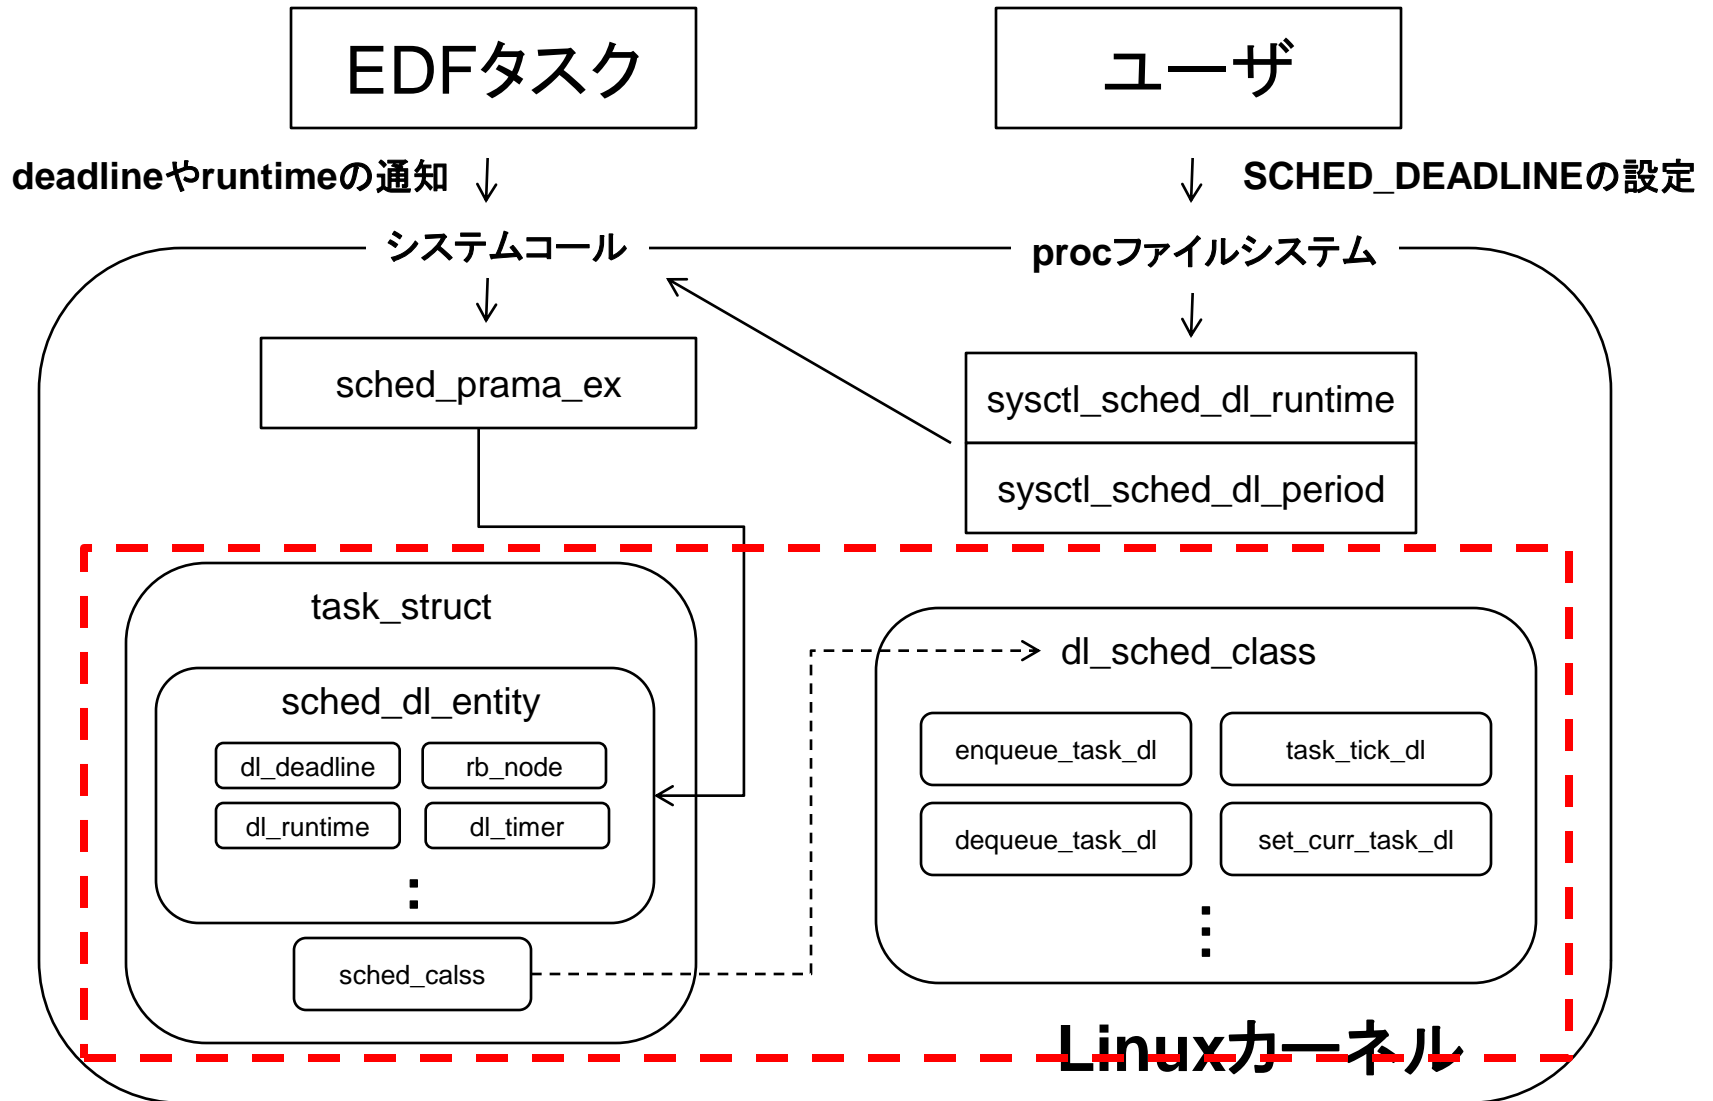 EDFタスク
ユーザ
deadlineやruntimeの通知
SCHED_DEADLINEの設定
システムコール
procファイルシステム
sched_prama_ex
sysctl_sched_dl_runtime
sysctl_sched_dl_period
task_struct
sched_dl_entity
dl_deadline
rb_node
dl_runtime
dl_timer
:
sched_calss
dl_sched_class
enqueue_task_dl
task_tick_dl
dequeue_task_dl
set_curr_task_dl
⋮
Linuxカーネル